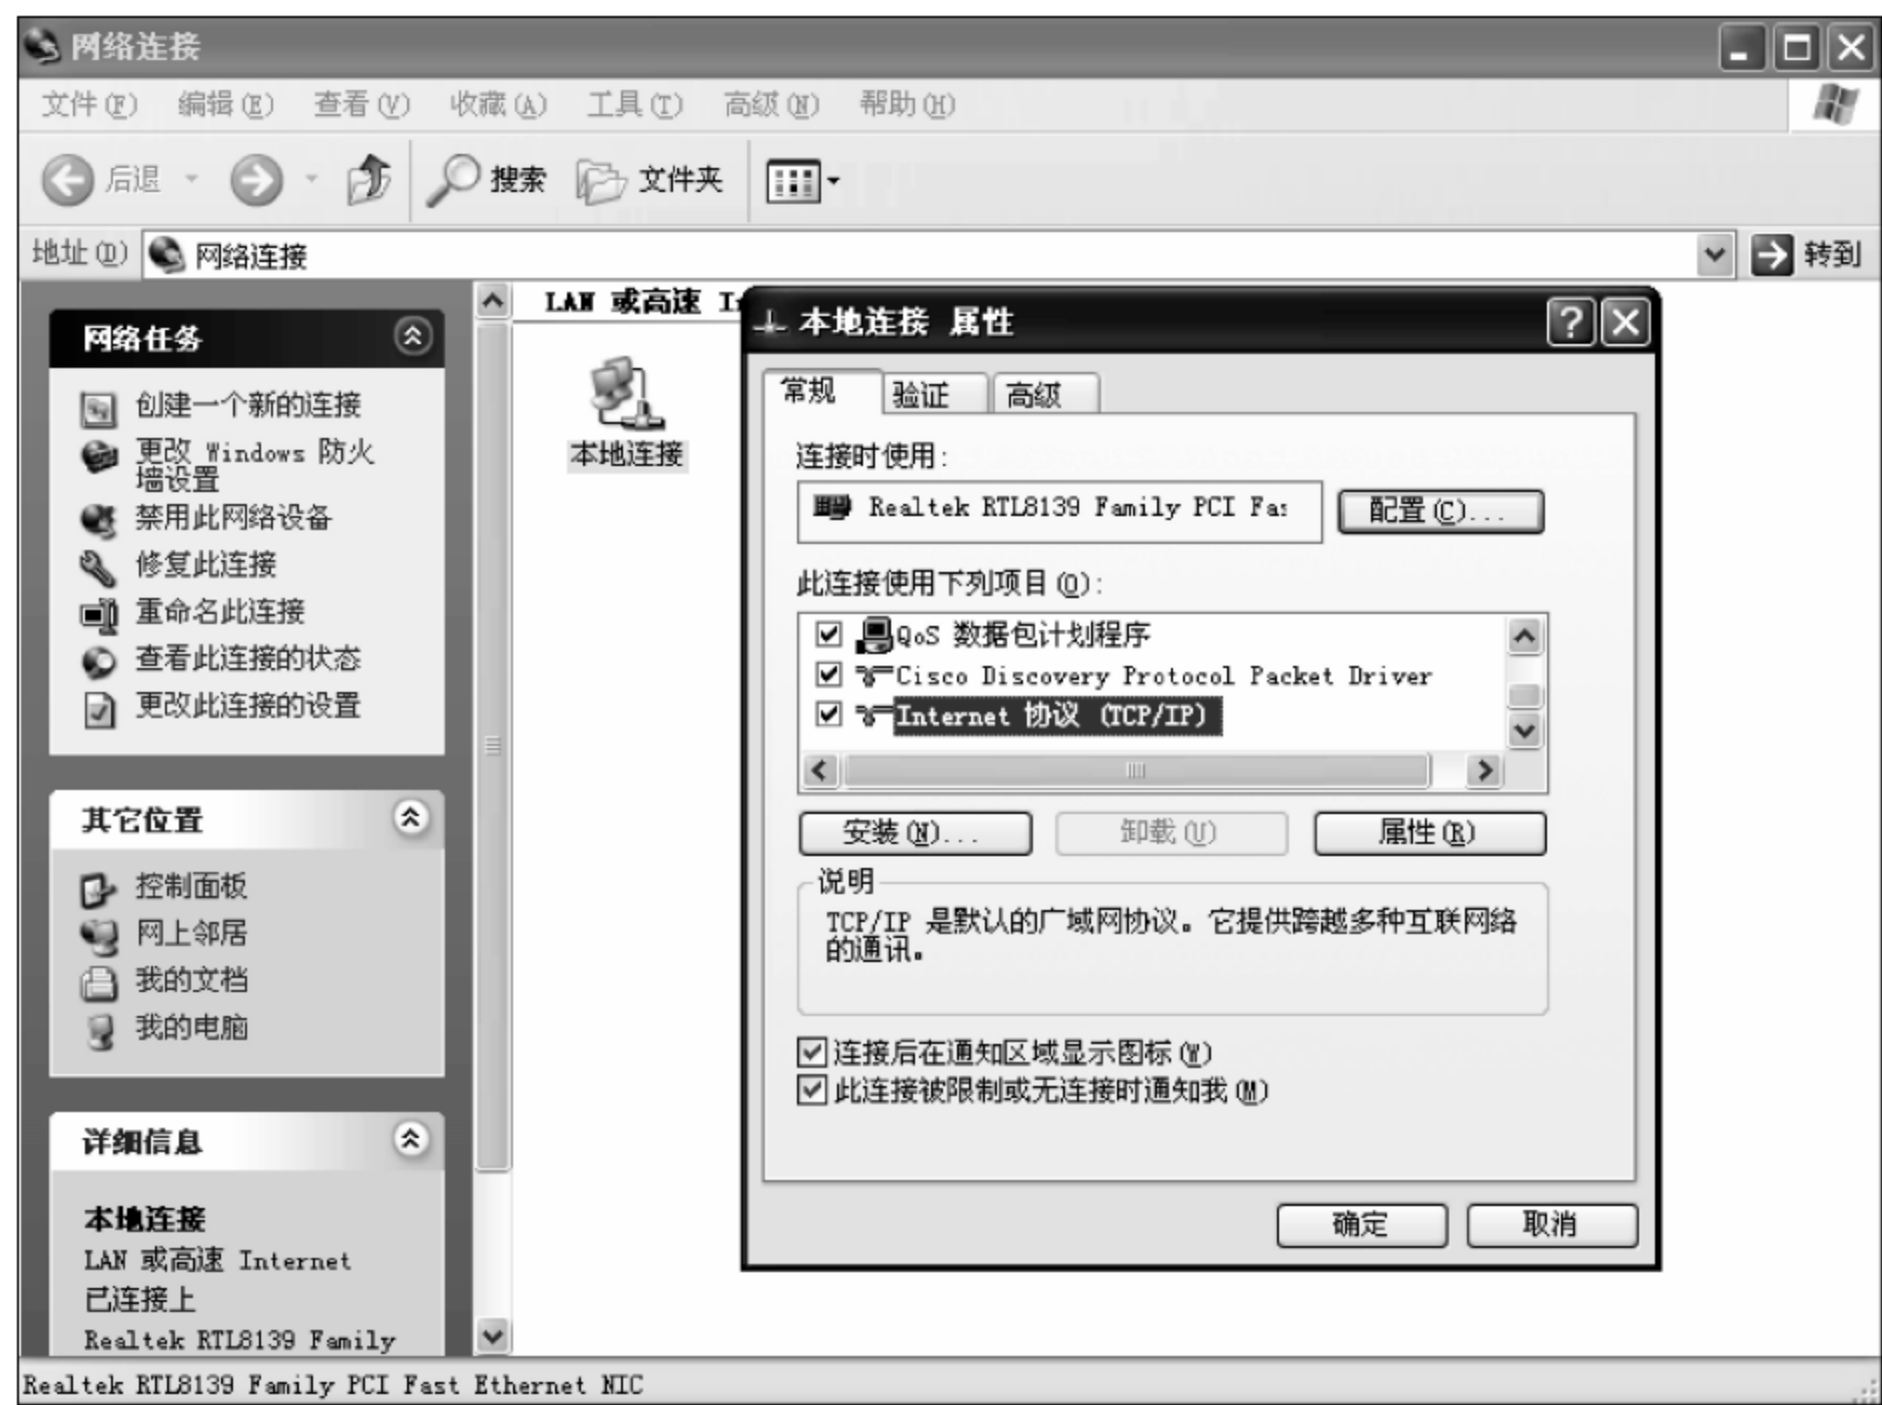 网络连接
文件(F) 编辑(E) 查看(V) 收藏(A) 工具(T) 高级(N) 帮助(H)
后退 搜索 文件夹
地址(D) 网络连接 转到
网络任务
创建一个新的连接
更改 Windows 防火
墙设置
禁用此网络设备
修复此连接
重命名此连接
查看此连接的状态
更改此连接的设置
其它位置
控制面板
网上邻居
我的文档
我的电脑
详细信息
本地连接
LAN 或高速 Internet
已连接上
Realtek RTL8139 Family
LAN 或高速 I
本地连接
本地连接 属性
常规 验证 高级
连接时使用:
Realtek RTL8139 Family PCI Fa
配置(C)...
此连接使用下列项目(O):
QoS 数据包计划程序
Cisco Discovery Protocol Packet Driver
Internet 协议 (TCP/IP)
安装(N)... 卸载(U) 属性(R)
说明
TCP/IP 是默认的广域网协议。它提供跨越多种互联网络
的通讯。
连接后在通知区域显示图标(W)
此连接被限制或无连接时通知我(M)
确定 取消
Realtek RTL8139 Family PCI Fast Ethernet NIC